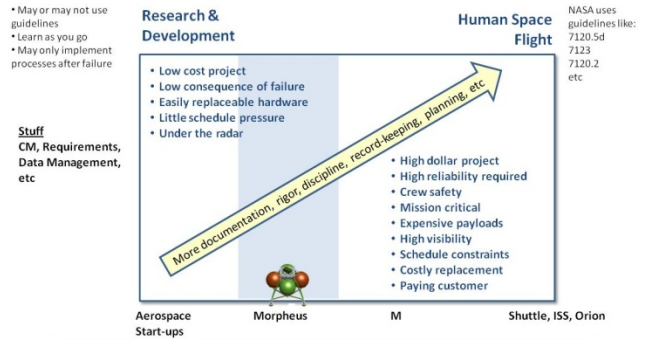 • May or may not use
guidelines
• Learn as you go
• May only implement
processes after failure
Research &
Development
Human Space
Flight
NASA uses
guidelines like:
7120.5d
7123
7120.2
etc
• Low cost project
• Low consequence of failure
• Easily replaceable hardware
• Little schedule pressure
• Under the radar
Stuff
CM, Requirements,
Data Management,
etc
More documentation, rigor, discipline, record-keeping, planning, etc
• High dollar project
• High reliability required
• Crew safety
• Mission critical
• Expensive payloads
• High visibility
• Schedule constraints
• Costly replacement
• Paying customer
Aerospace
Start-ups
Morpheus
M
Shuttle, ISS, Orion